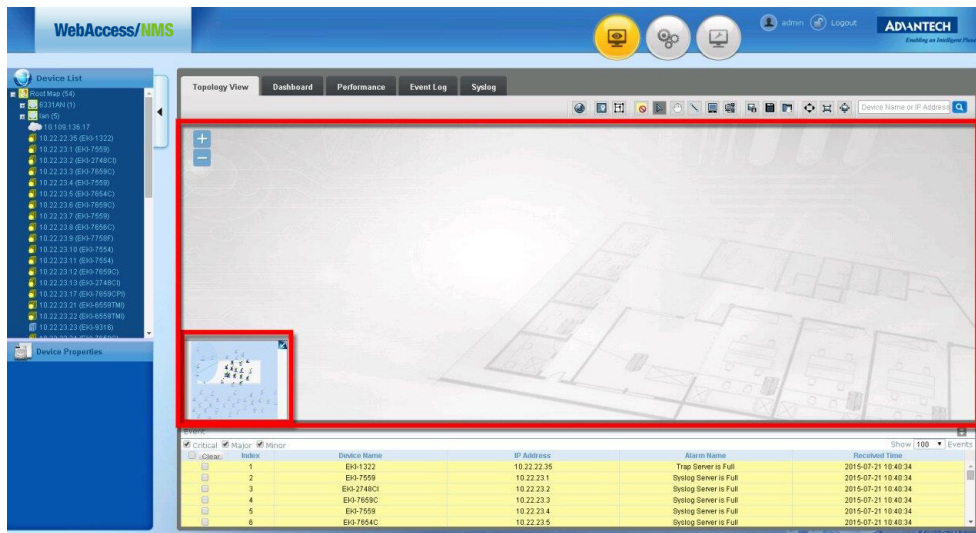 WebAccess/NMS
admin Logout
ADVANTECH
Enabling an Intelligent Planet
Device List
Root Map (54)
6331AN (1)
lan (5)
10.109.136.17
10.22.22.35 (EKI-1322)
10.22.23.1 (EKI-7559)
10.22.23.2 (EKI-2748CI)
10.22.23.3 (EKI-7659C)
10.22.23.4 (EKI-7559)
10.22.23.5 (EKI-7654C)
10.22.23.6 (EKI-7659C)
10.22.23.7 (EKI-7559)
10.22.23.8 (EKI-7656C)
10.22.23.9 (EKI-7758F)
10.22.23.10 (EKI-7554)
10.22.23.11 (EKI-7554)
10.22.23.12 (EKI-7659C)
10.22.23.13 (EKI-2748CI)
10.22.23.17 (EKI-7659CPI)
10.22.23.21 (EKI-6559TMI)
10.22.23.22 (EKI-6559TMI)
10.22.23.23 (EKI-9316)
Device Properties
Topology View Dashboard Performance Event Log Syslog
Device Name or IP Address
Event
Critical Major Minor Show 100 Events
Clear Index Device Name IP Address Alarm Name Received Time
1 EKI-1322 10.22.22.35 Trap Server is Full 2015-07-21 10:40:34
2 EKI-7559 10.22.23.1 Syslog Server is Full 2015-07-21 10:40:34
3 EKI-2748CI 10.22.23.2 Syslog Server is Full 2015-07-21 10:40:34
4 EKI-7659C 10.22.23.3 Syslog Server is Full 2015-07-21 10:40:34
5 EKI-7559 10.22.23.4 Syslog Server is Full 2015-07-21 10:40:34
6 EKI-7654C 10.22.23.5 Syslog Server is Full 2015-07-21 10:40:34